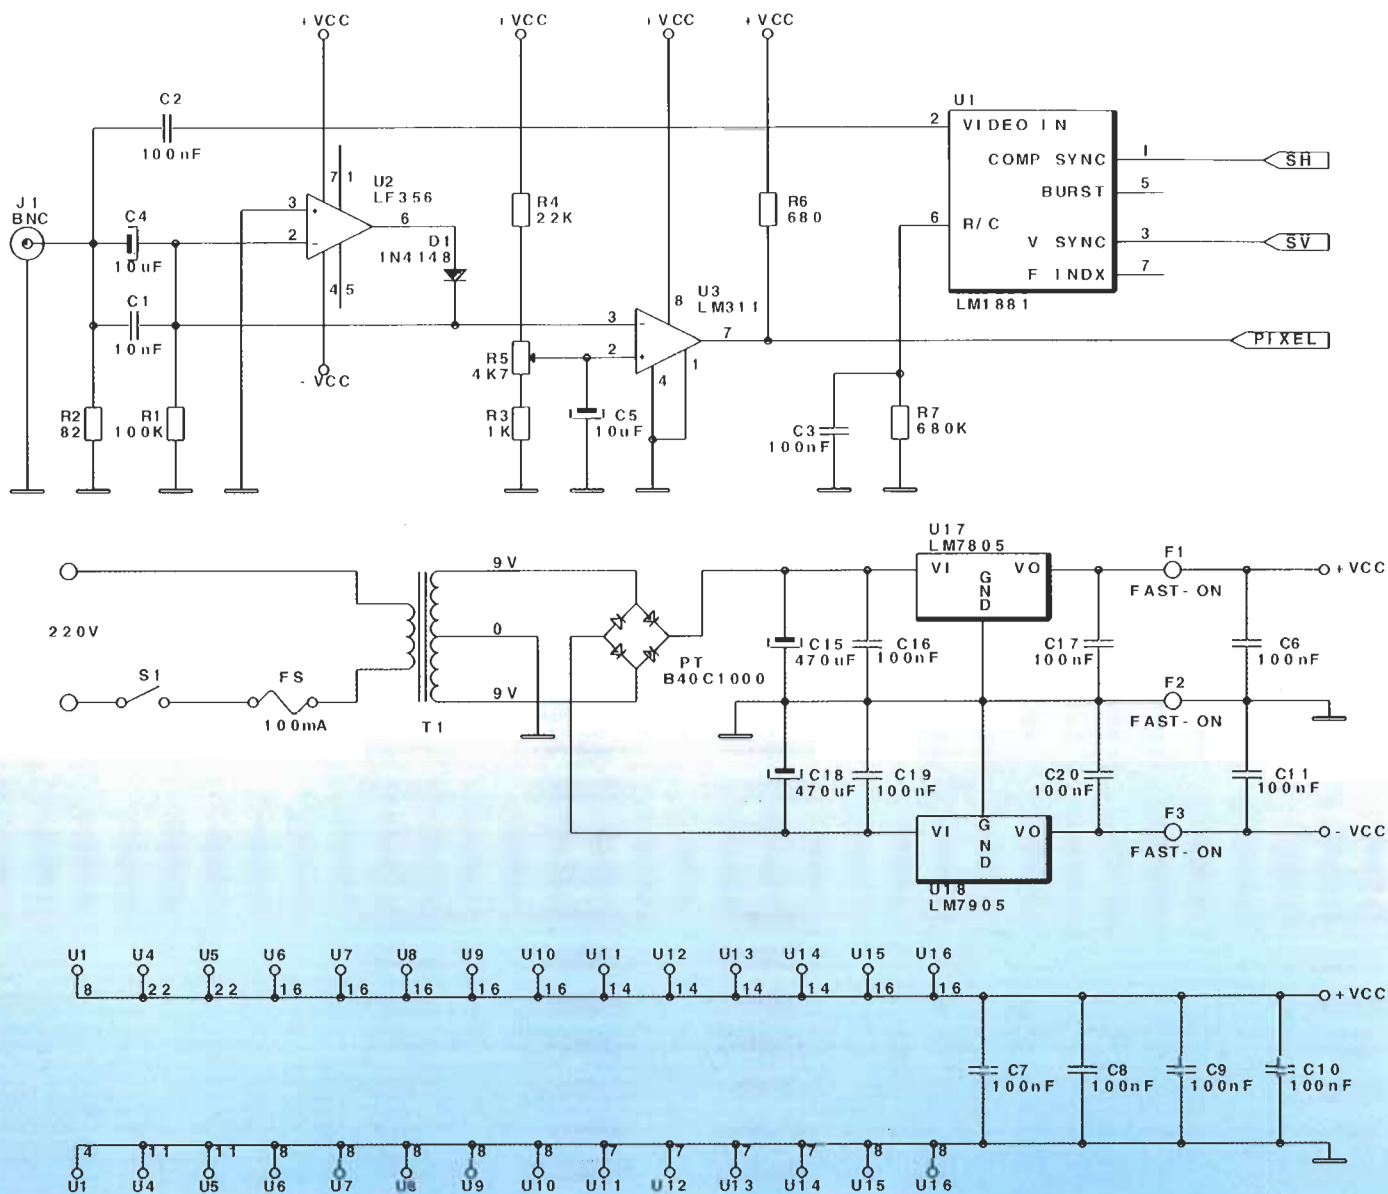 +VCC +VCC +VCC +VCC
C2
100nF
U1
2 VIDEO IN
COMP SYNC 1 SH
BURST 5
6 R/C
V SYNC 3 SV
F INDX 7
LM1881
J1
BNC
C4
10uF
C1
10nF
R2
82
R1
100K
7 1
U2
LF356
3 +
2 -
6
4 5
-VCC
D1
1N4148
R4
22K
R5
4K7
R3
1K
C5
10uF
U3
LM311
8
3 -
2 +
7
4 1
R6
680
PIXEL
C3
100nF
R7
680K
220V
S1
FS
100mA
T1
9V
0
9V
PT
B40C1000
U17
LM7805
VI GND VO
F1
FAST-ON
+VCC
C15
470uF
C16
100nF
C17
100nF
C6
100nF
F2
FAST-ON
C18
470uF
C19
100nF
C20
100nF
C11
100nF
VI GND VO
U18
LM7905
F3
FAST-ON
-VCC
U1 U4 U5 U6 U7 U8 U9 U10 U11 U12 U13 U14 U15 U16
8 22 22 16 16 16 16 16 14 14 14 14 16 16
+VCC
C7
100nF
C8
100nF
C9
100nF
C10
100nF
4 11 11 8 8 8 8 8 7 7 7 7 8 8
U1 U4 U5 U6 U7 U8 U9 U10 U11 U12 U13 U14 U15 U16